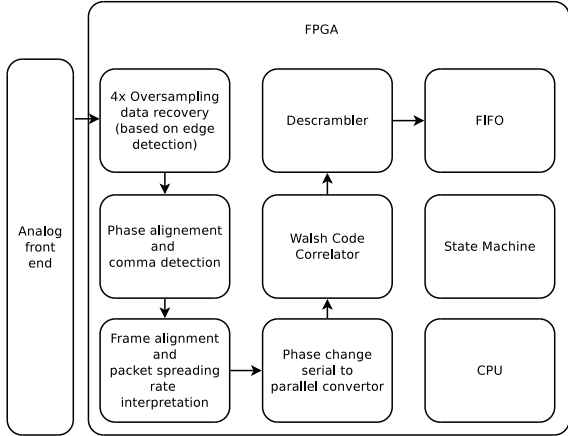 FPGA
Analog
front
end
4x Oversampling
data recovery
(based on edge
detection)
Phase alignement
and
comma detection
Frame alignment
and
packet spreading
rate
interpretation)
Descrambler
Walsh Code
Correlator
Phase change
serial to
parallel convertor
FIFO
State Machine
CPU